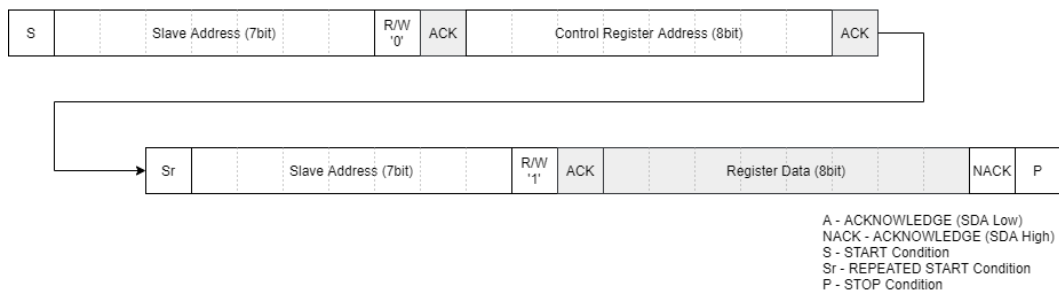 S Slave Address (7bit) R/W '0' ACK Control Register Address (8bit) ACK
Sr Slave Address (7bit) R/W '1' ACK Register Data (8bit) NACK P
A - ACKNOWLEDGE (SDA Low)
NACK - ACKNOWLEDGE (SDA High)
S - START Condition
Sr - REPEATED START Condition
P - STOP Condition